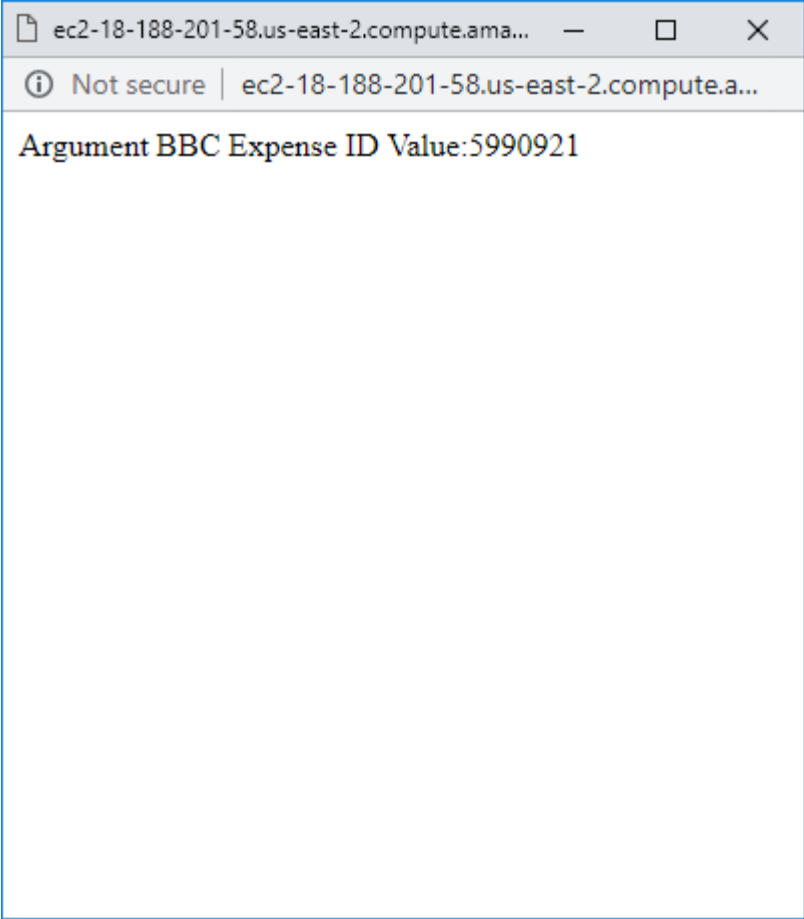 ec2-18-188-201-58.us-east-2.compute.ama...
Not secure | ec2-18-188-201-58.us-east-2.compute.a...
Argument BBC Expense ID Value:5990921